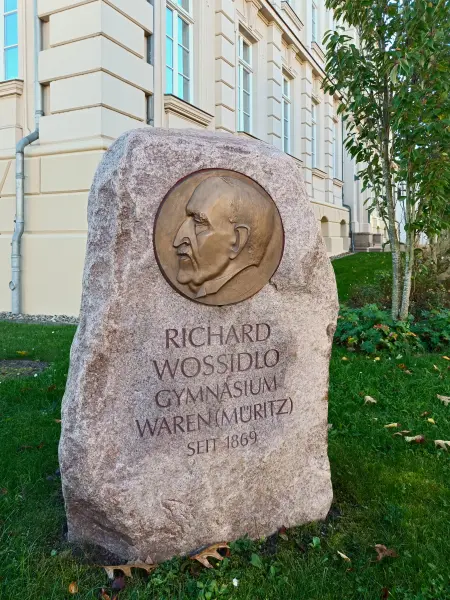 RICHARD
WOSSIDLO
GYMNASIUM
WAREN(MÜRITZ)
SEIT 1869